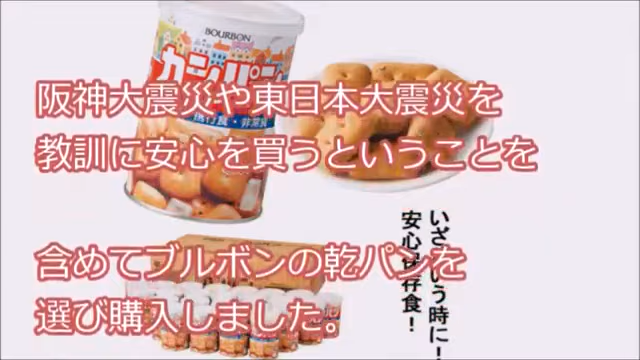 BOURBON
カンパン
携行食・非常食
阪神大震災や東日本大震災を
教訓に安心を買うということを
含めてブルボンの乾パンを
選び購入しました。
いざという時に!
安心保存食!